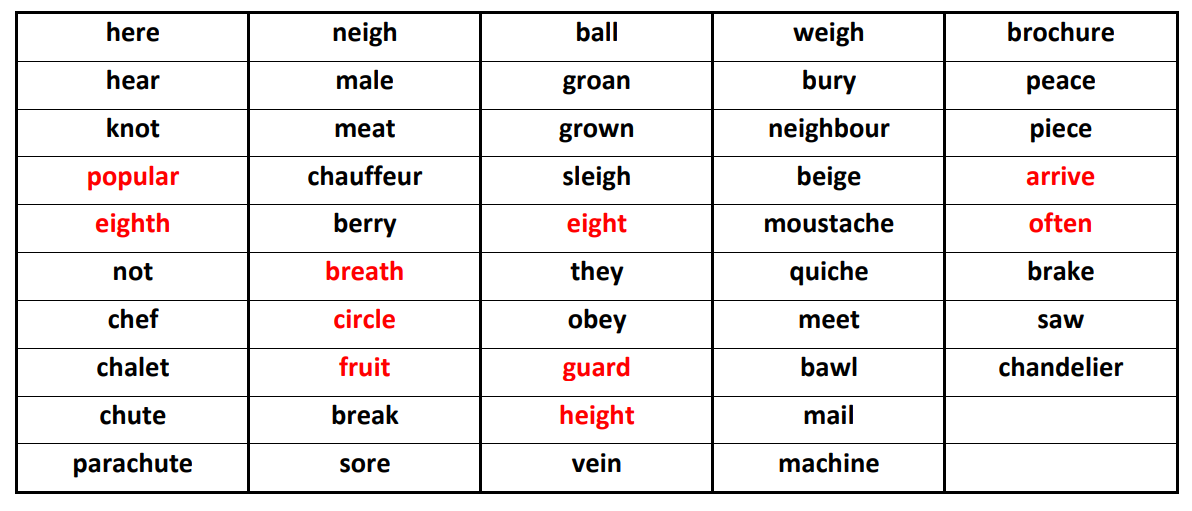 here neigh ball weigh brochure
hear male groan bury peace
knot meat grown neighbour piece
popular chauffeur sleigh beige arrive
eighth berry eight moustache often
not breath they quiche brake
chef circle obey meet saw
chalet fruit guard bawl chandelier
chute break height mail
parachute sore vein machine